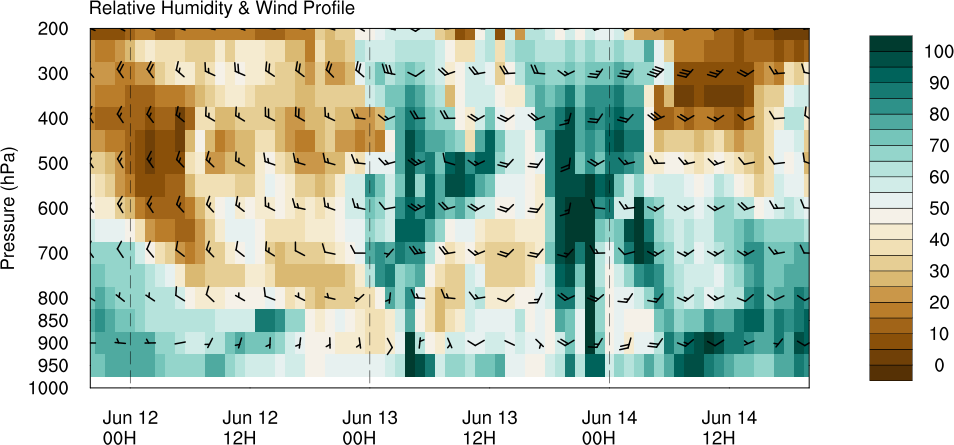 Relative Humidity & Wind Profile
Pressure (hPa)
200
300
400
500
600
700
800
850
900
950
1000
Jun 12
00H
Jun 12
12H
Jun 13
00H
Jun 13
12H
Jun 14
00H
Jun 14
12H
100
90
80
70
60
50
40
30
20
10
0